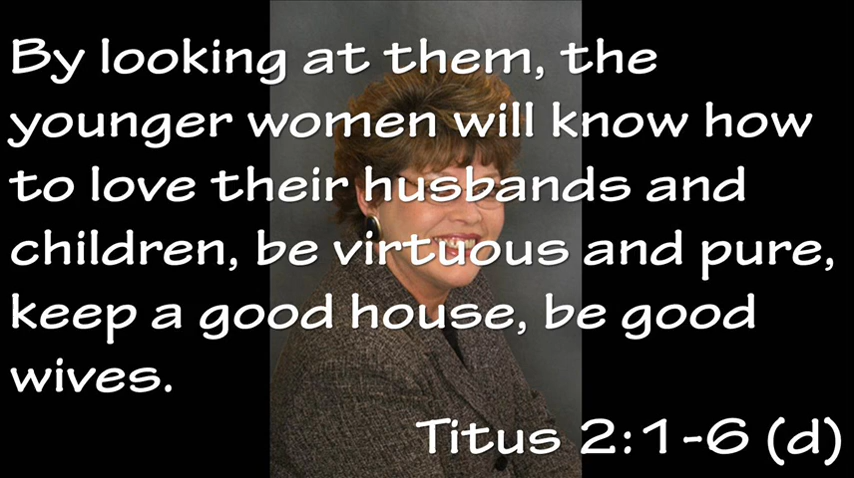 By looking at them, the
younger women will know how
to love their husbands and
children, be virtuous and pure,
keep a good house, be good
wives.
Titus 2:1-6 (d)